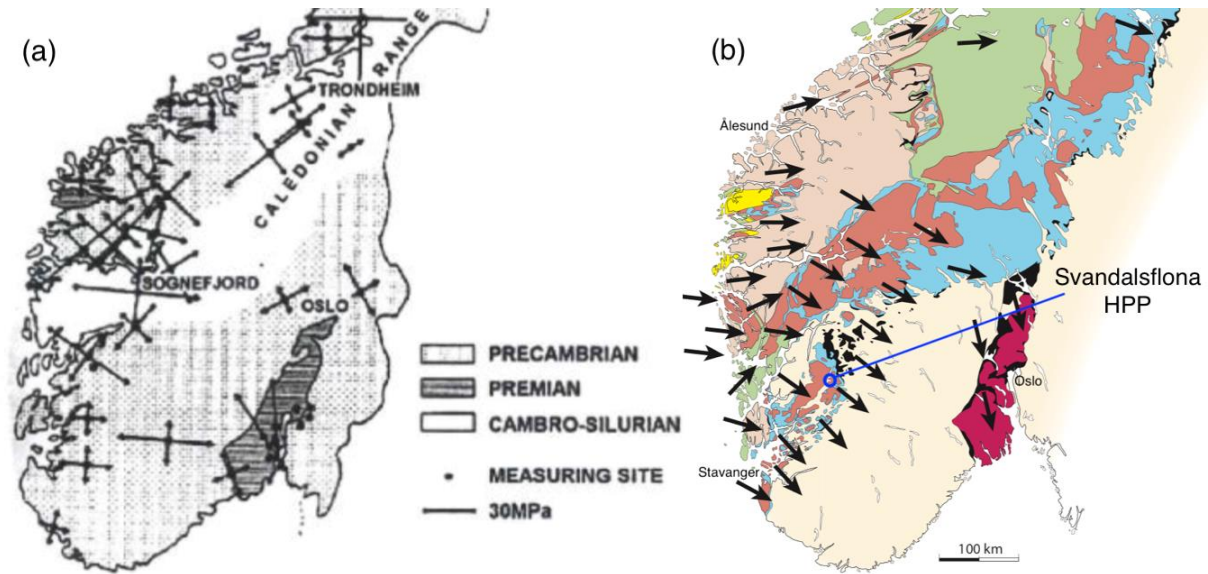 (a)
TRONDHEIM
CALEDONIAN RANGE
SOGNEFJORD
OSLO
PRECAMBRIAN
PREMIAN
CAMBRO-SILURIAN
MEASURING SITE
30MPa
(b)
Ålesund
Svandalsflona
HPP
Oslo
Stavanger
100 km